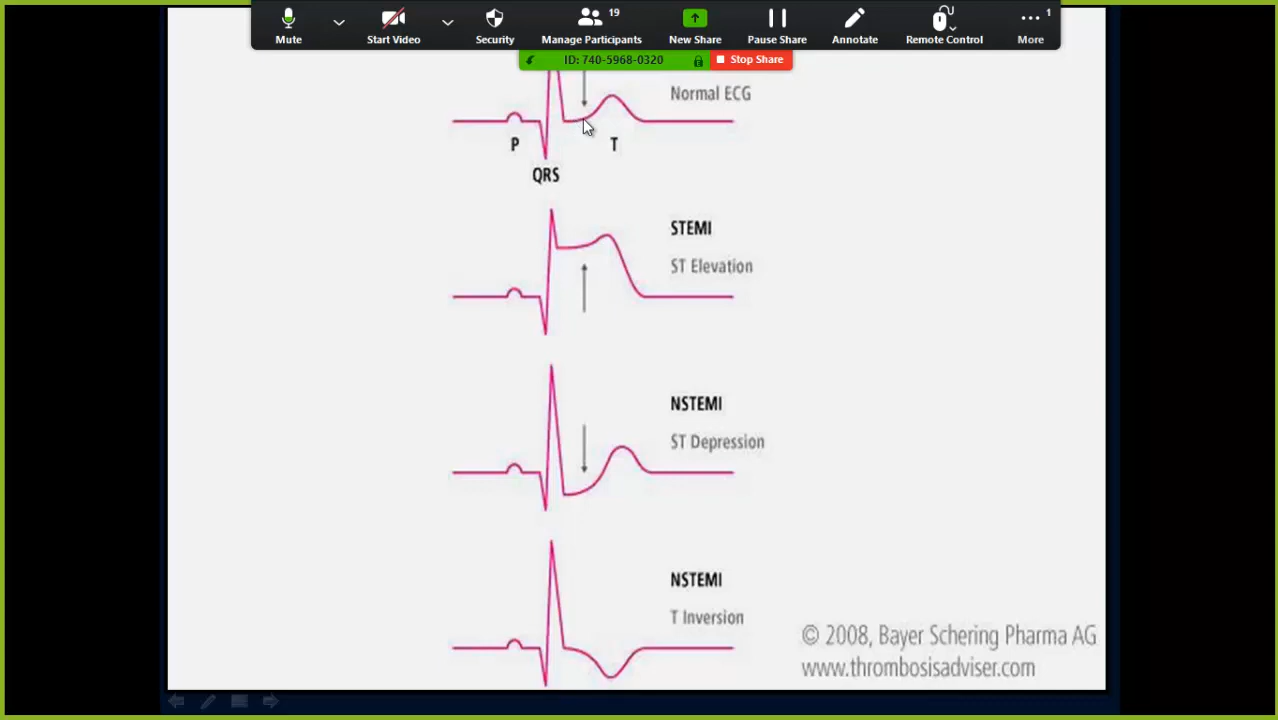 Mute
Start Video
Security
Manage Participants
19
New Share
Pause Share
Annotate
Remote Control
More
1
ID: 740-5968-0320
Stop Share
Normal ECG
P
T
QRS
STEMI
ST Elevation
NSTEMI
ST Depression
NSTEMI
T Inversion
© 2008, Bayer Schering Pharma AG
www.thrombosisadviser.com